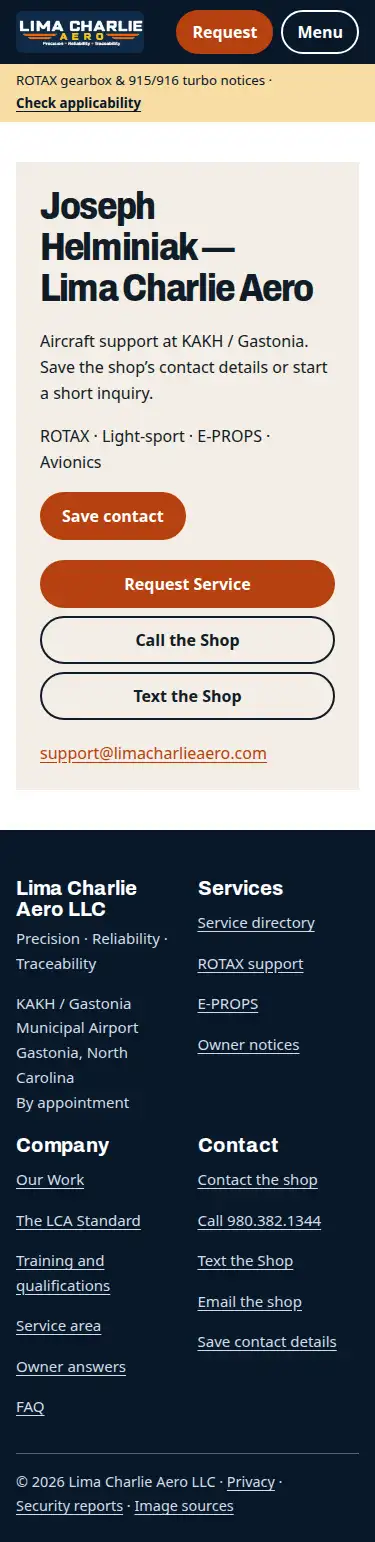 LIMA CHARLIE
AERO
Precision • Reliability • Traceability
Request
Menu
ROTAX gearbox & 915/916 turbo notices ·
Check applicability
Joseph
Helminiak —
Lima Charlie Aero
Aircraft support at KAKH / Gastonia.
Save the shop’s contact details or start
a short inquiry.
ROTAX · Light-sport · E-PROPS ·
Avionics
Save contact
Request Service
Call the Shop
Text the Shop
support@limacharlieaero.com
Lima Charlie
Aero LLC
Precision · Reliability ·
Traceability
KAKH / Gastonia
Municipal Airport
Gastonia, North
Carolina
By appointment
Services
Service directory
ROTAX support
E-PROPS
Owner notices
Company
Our Work
The LCA Standard
Training and
qualifications
Service area
Owner answers
FAQ
Contact
Contact the shop
Call 980.382.1344
Text the Shop
Email the shop
Save contact details
© 2026 Lima Charlie Aero LLC · Privacy ·
Security reports · Image sources